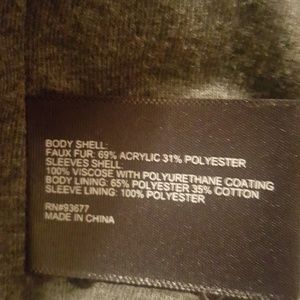 BODY SHELL:
FAUX FUR: 69% ACRYLIC 31% POLYESTER
SLEEVES SHELL:
100% VISCOSE WITH POLYURETHANE COATING
BODY LINING: 65% POLYESTER 35% COTTON
SLEEVE LINING: 100% POLYESTER
RN#93677
MADE IN CHINA